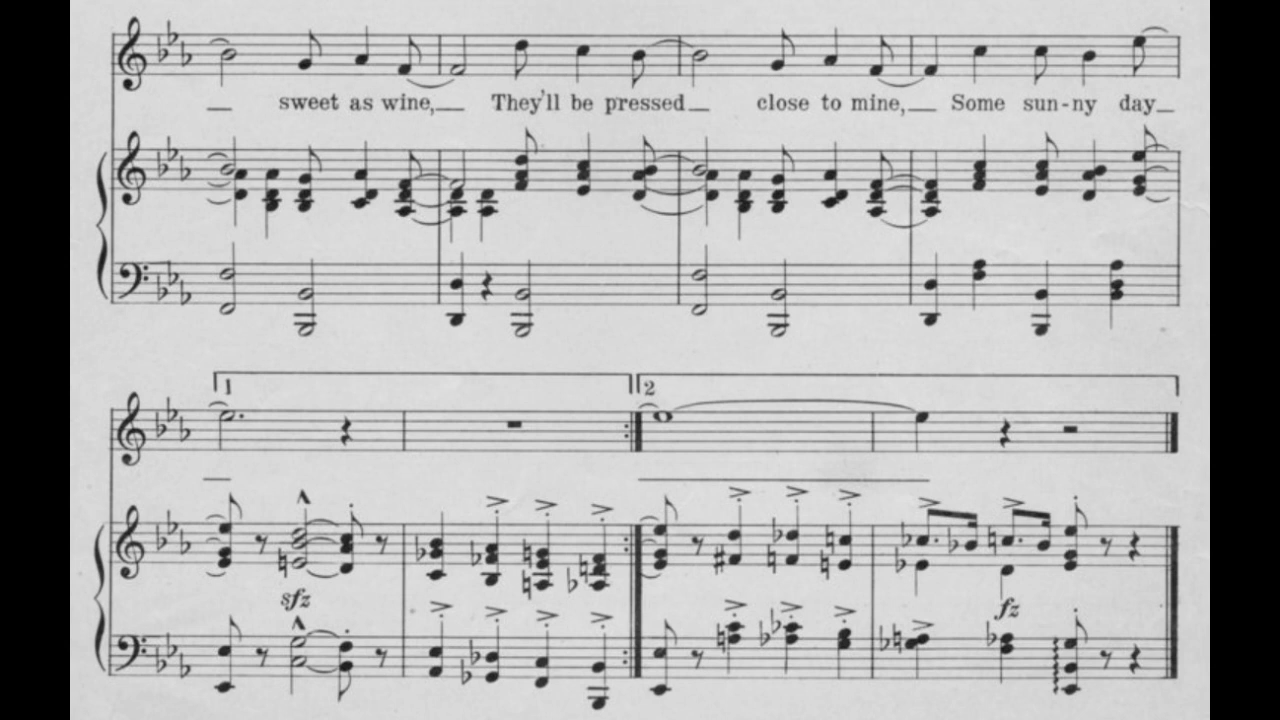 sweet as wine, They'll be pressed close to mine, Some sun-ny day
1
2
sfz
fz